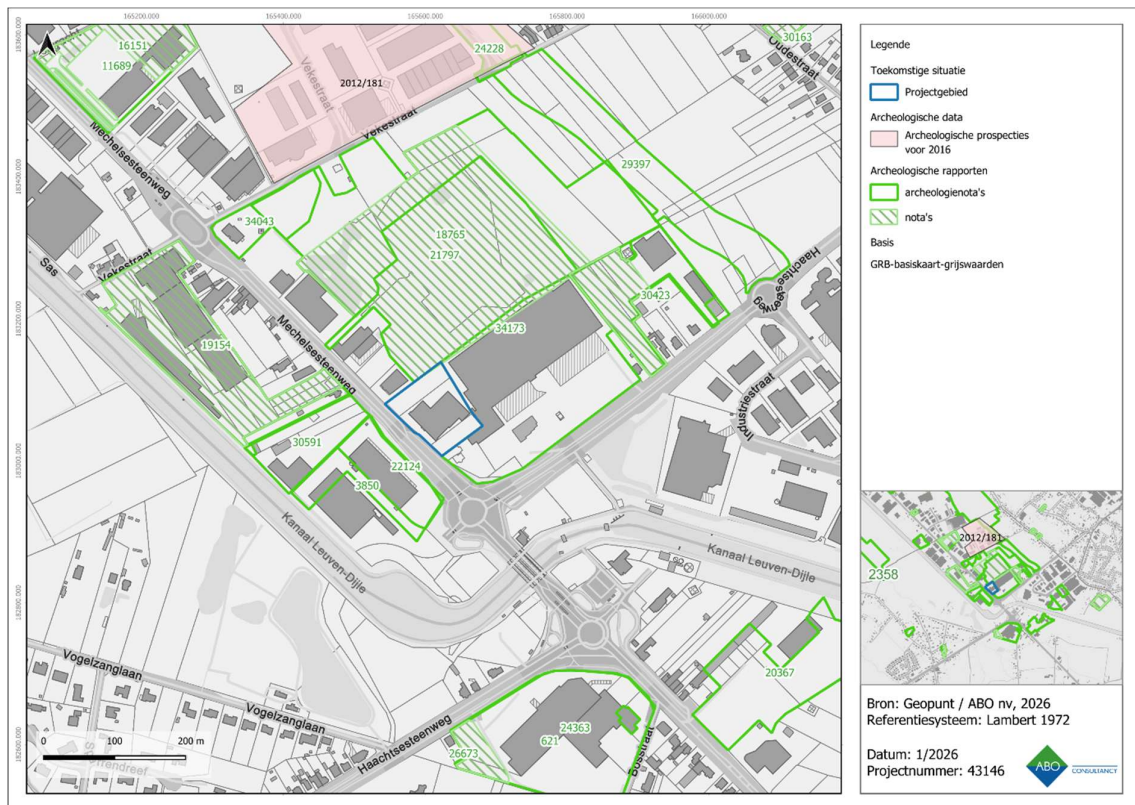 165200.000
165400.000
165600.000
165800.000
166000.000
183600.000
183400.000
183200.000
183000.000
182800.000
182600.000
16151
11689
Vekestraat
24228
Oudestraat
30163
2012/181
Vekestraat
Mechelsesteenweg
29397
34043
18765
21797
Haachtsesteenweg
Vekestraat
Sas
30423
34173
19154
Mechelsesteenweg
Industriestraat
30591
22124
3850
Kanaal Leuven-Dijle
Kanaal Leuven-Dijle
Vogelzanglaan
20367
Vogelzanglaan
24363
621
Haachtsesteenweg
26673
Bosstraat
0 100 200 m
Legende
Toekomstige situatie
Projectgebied
Archeologische data
Archeologische prospecties
voor 2016
Archeologische rapporten
archeologienota's
nota's
Basis
GRB-basiskaart-grijswaarden
2012/181
2358
Bron: Geopunt / ABO nv, 2026
Referentiesysteem: Lambert 1972
Datum: 1/2026
Projectnummer: 43146
ABO
CONSULTANCY